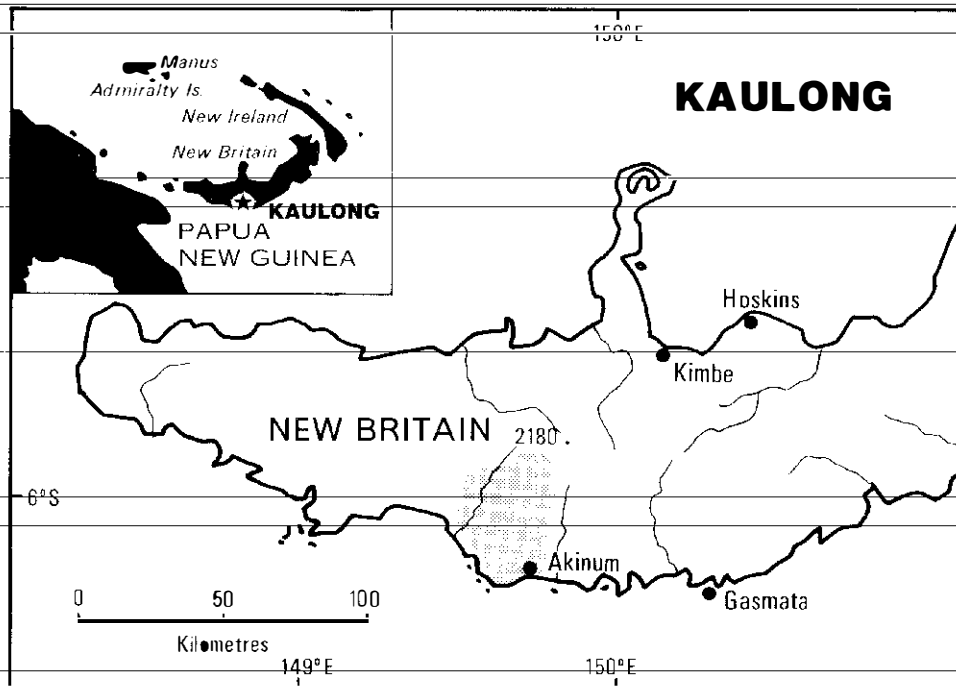 150°E
KAULONG
Manus
Admiralty Is.
New Ireland
New Britain
KAULONG
PAPUA
NEW GUINEA
Hoskins
Kimbe
NEW BRITAIN
2180
6°S
Akinum
Gasmata
0 50 100
Kilometres
149°E 150°E